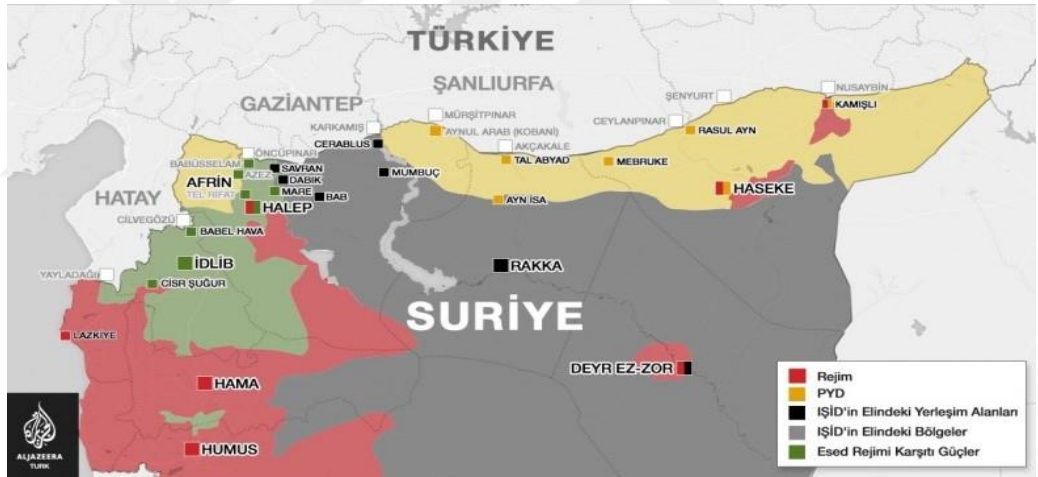 TÜRKİYE
ŞANLIURFA
GAZİANTEP
NUSAYBİN
ŞENYURT
KAMIŞLI
MÜRŞİTPINAR
CEYLANPINAR
KARKAMIŞ
AYNUL ARAB (KOBANİ)
RASUL AYN
AKÇAKALE
CERABLUS
ÖNCÜPINAR
BABÜSSELAM
TAL ABYAD
MEBRUKE
SAVRAN
AZEZ
MUMBUÇ
DABIK
AFRİN
HASEKE
TEL RIFAT
MARE
BAB
AYN ISA
HATAY
HALEP
CİLVEGÖZÜ
BABEL HAVA
İDLİB
RAKKA
YAYLADAĞI
CİSR ŞUĞUR
SURİYE
LAZKİYE
DEYR EZ-ZOR
HAMA
HUMUS
Rejim
PYD
IŞİD'in Elindeki Yerleşim Alanları
IŞİD'in Elindeki Bölgeler
Esed Rejimi Karşıtı Güçler
ALJAZEERA
TURK